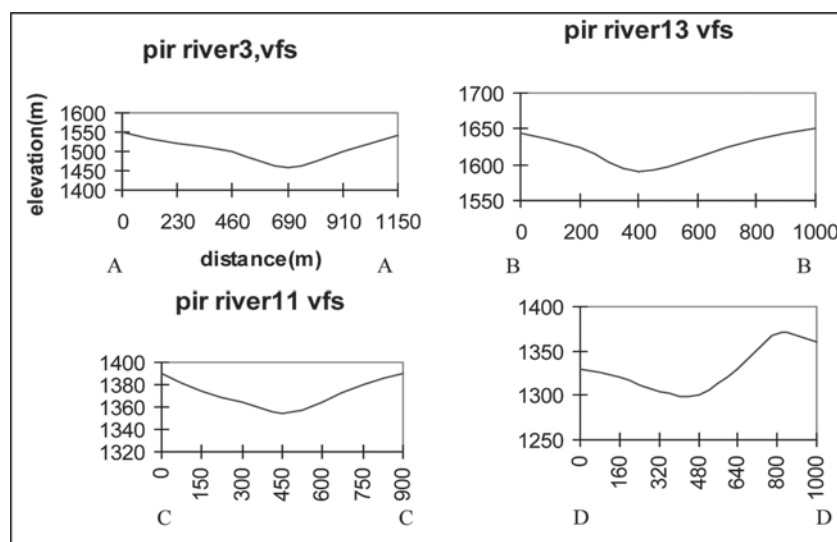 pir river3,vfs
elevation(m)
1600
1550
1500
1450
1400
0 230 460 690 910 1150
distance(m)
A A
pir river13 vfs
1700
1650
1600
1550
0 200 400 600 800 1000
B B
pir river11 vfs
1400
1380
1360
1340
1320
0 150 300 450 600 750 900
C C
1400
1350
1300
1250
0 160 320 480 640 800 1000
D D